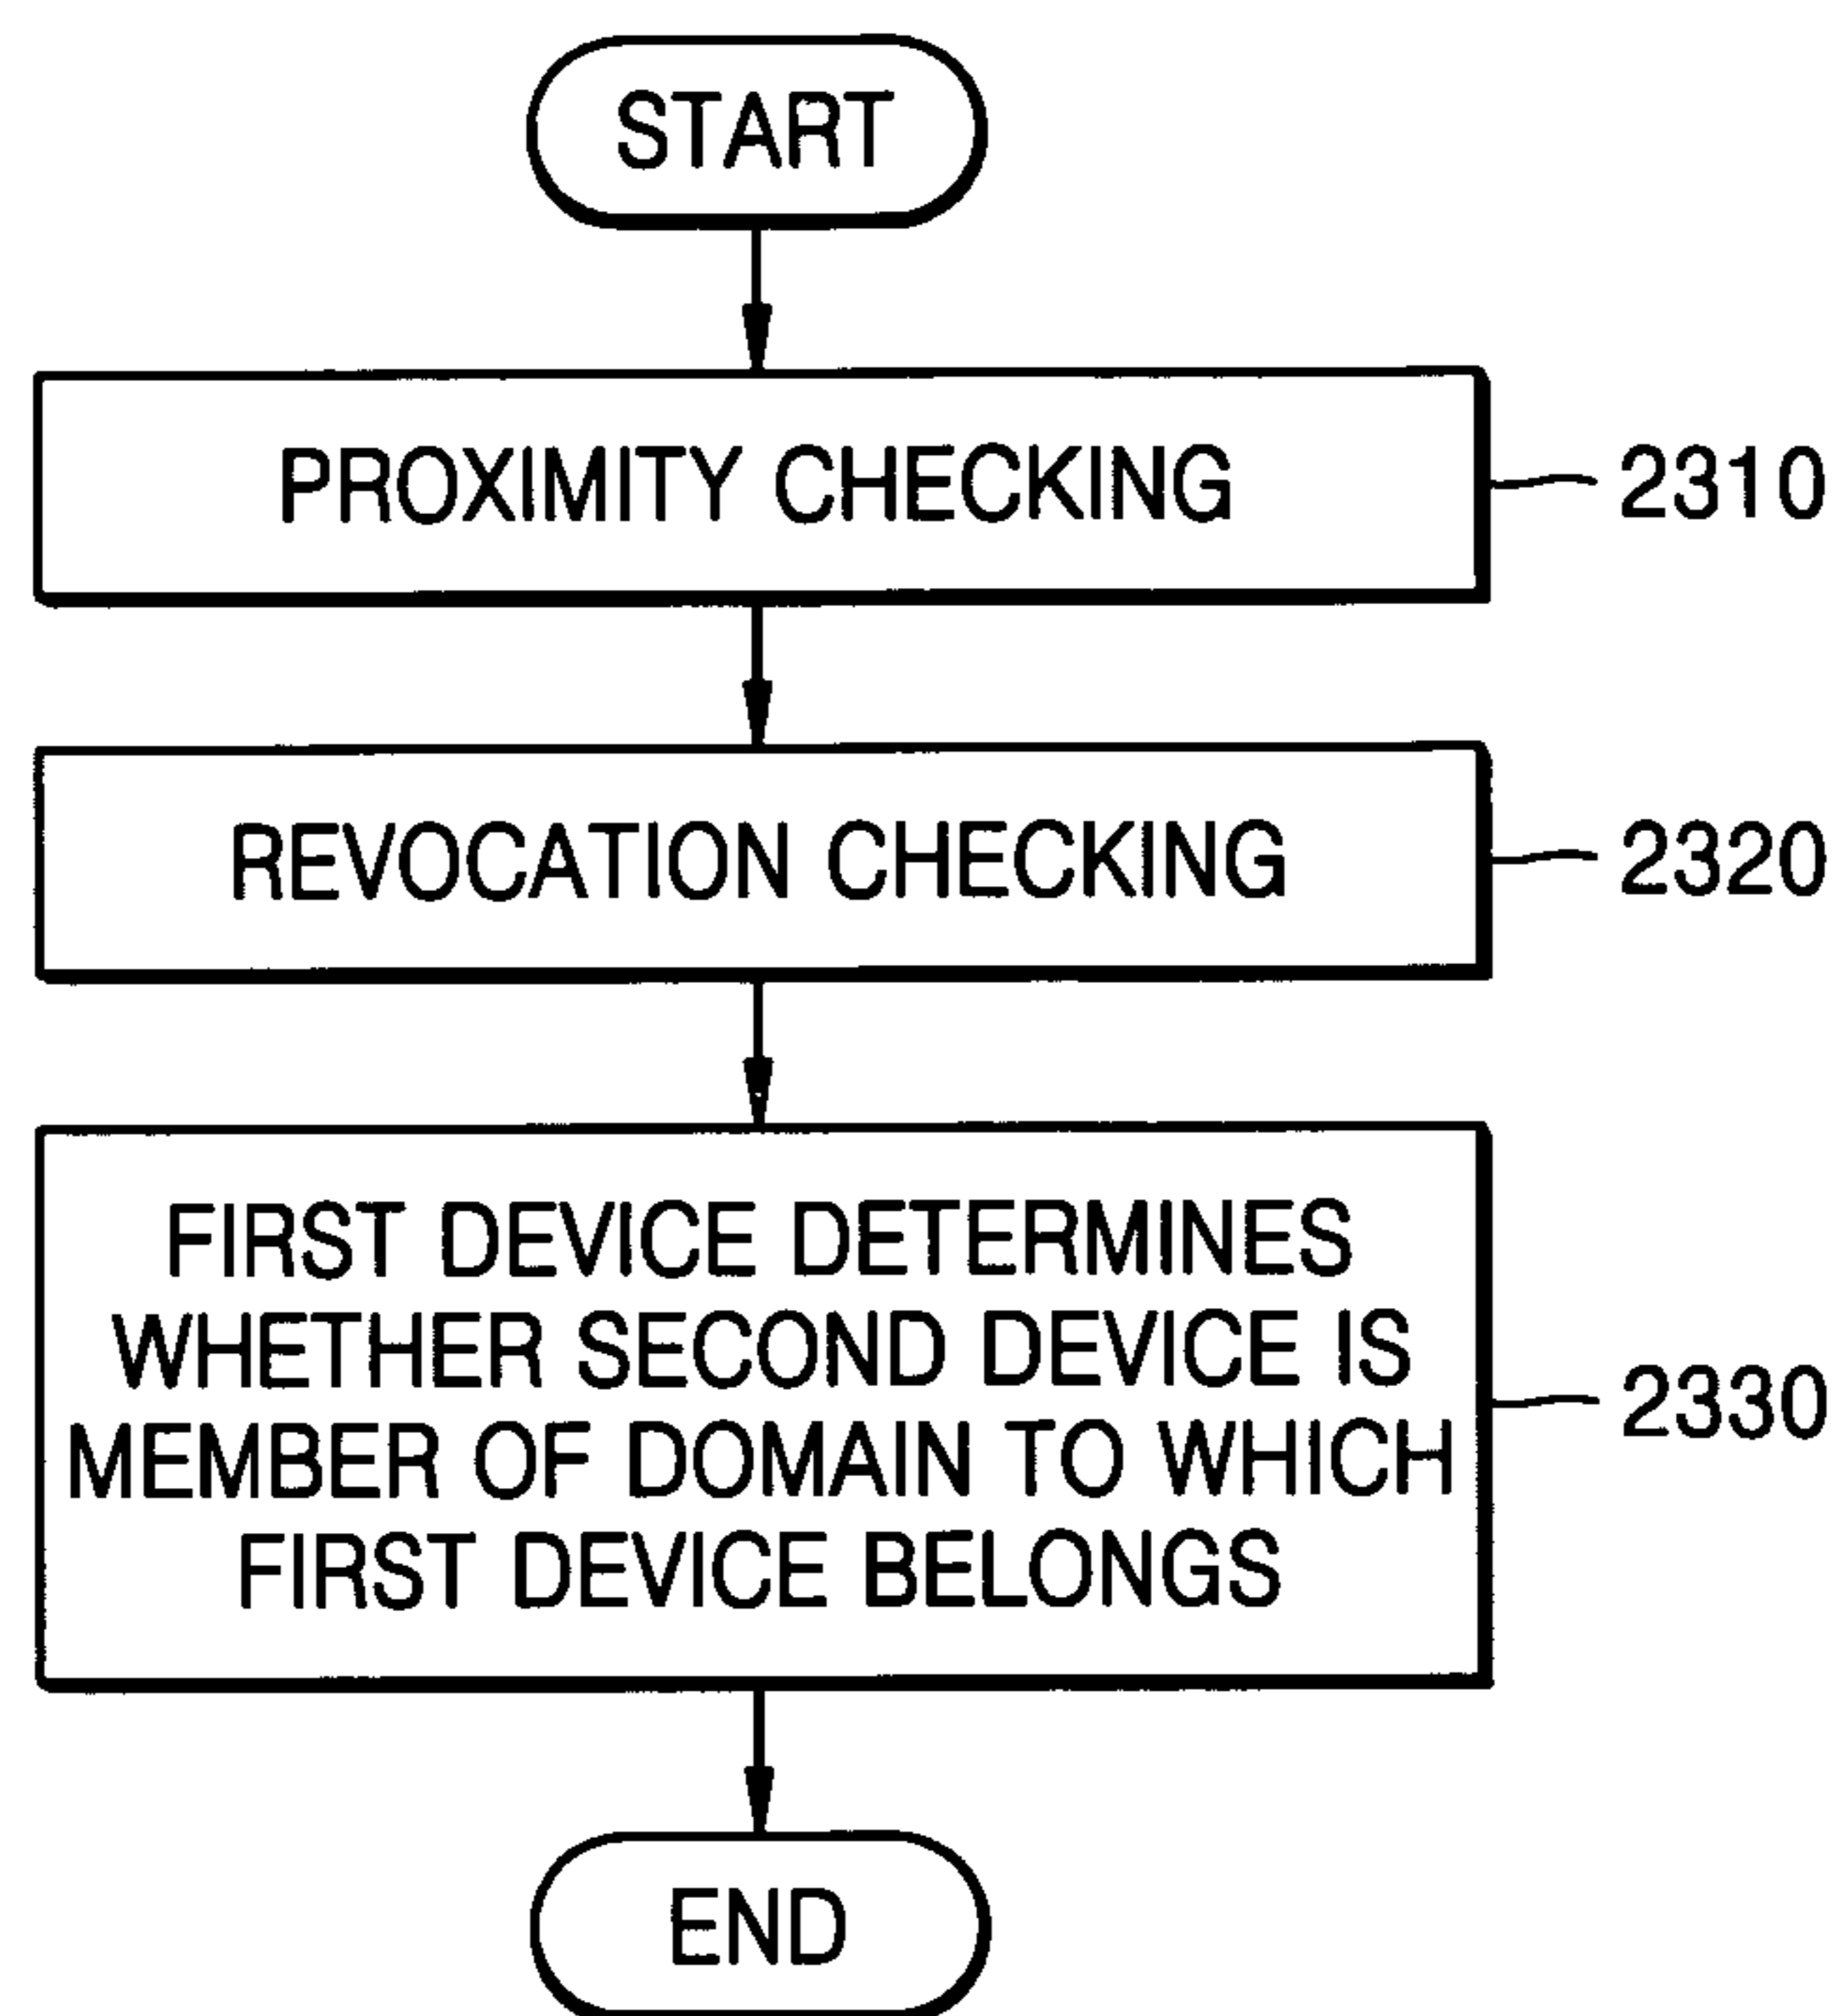 START
PROXIMITY CHECKING
2310
REVOCATION CHECKING
2320
FIRST DEVICE DETERMINES
WHETHER SECOND DEVICE IS
MEMBER OF DOMAIN TO WHICH
FIRST DEVICE BELONGS
2330
END